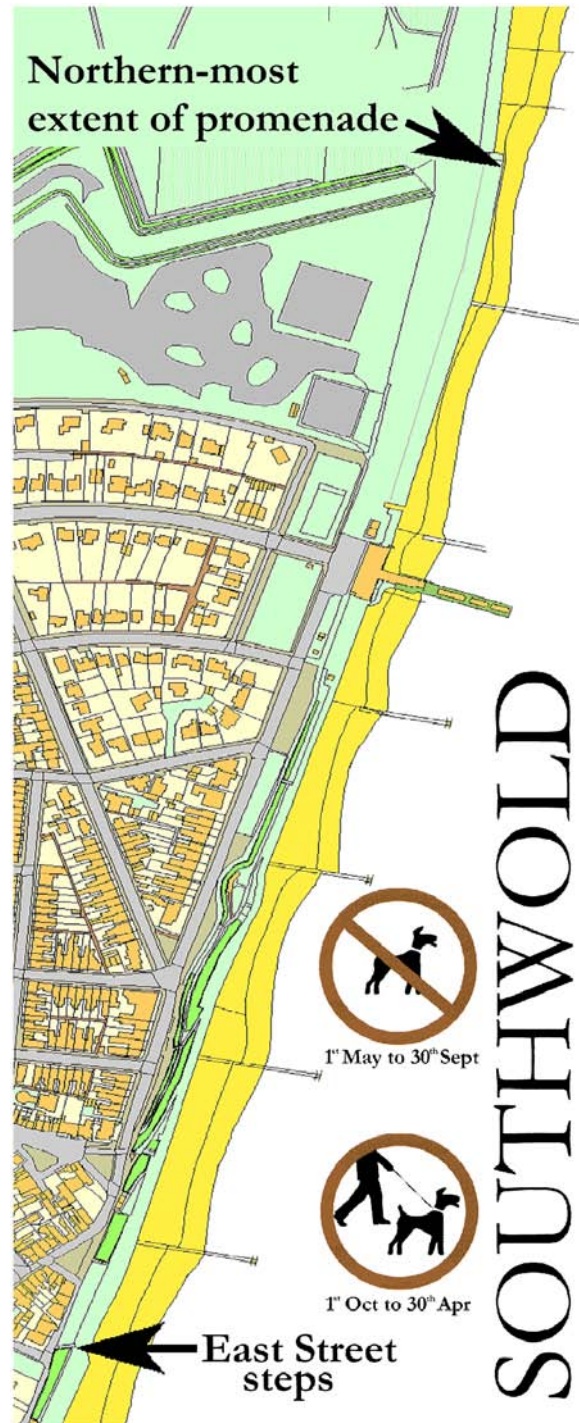 Northern-most
extent of promenade
SOUTHWOLD
1st May to 30th Sept
1st Oct to 30th Apr
East Street
steps